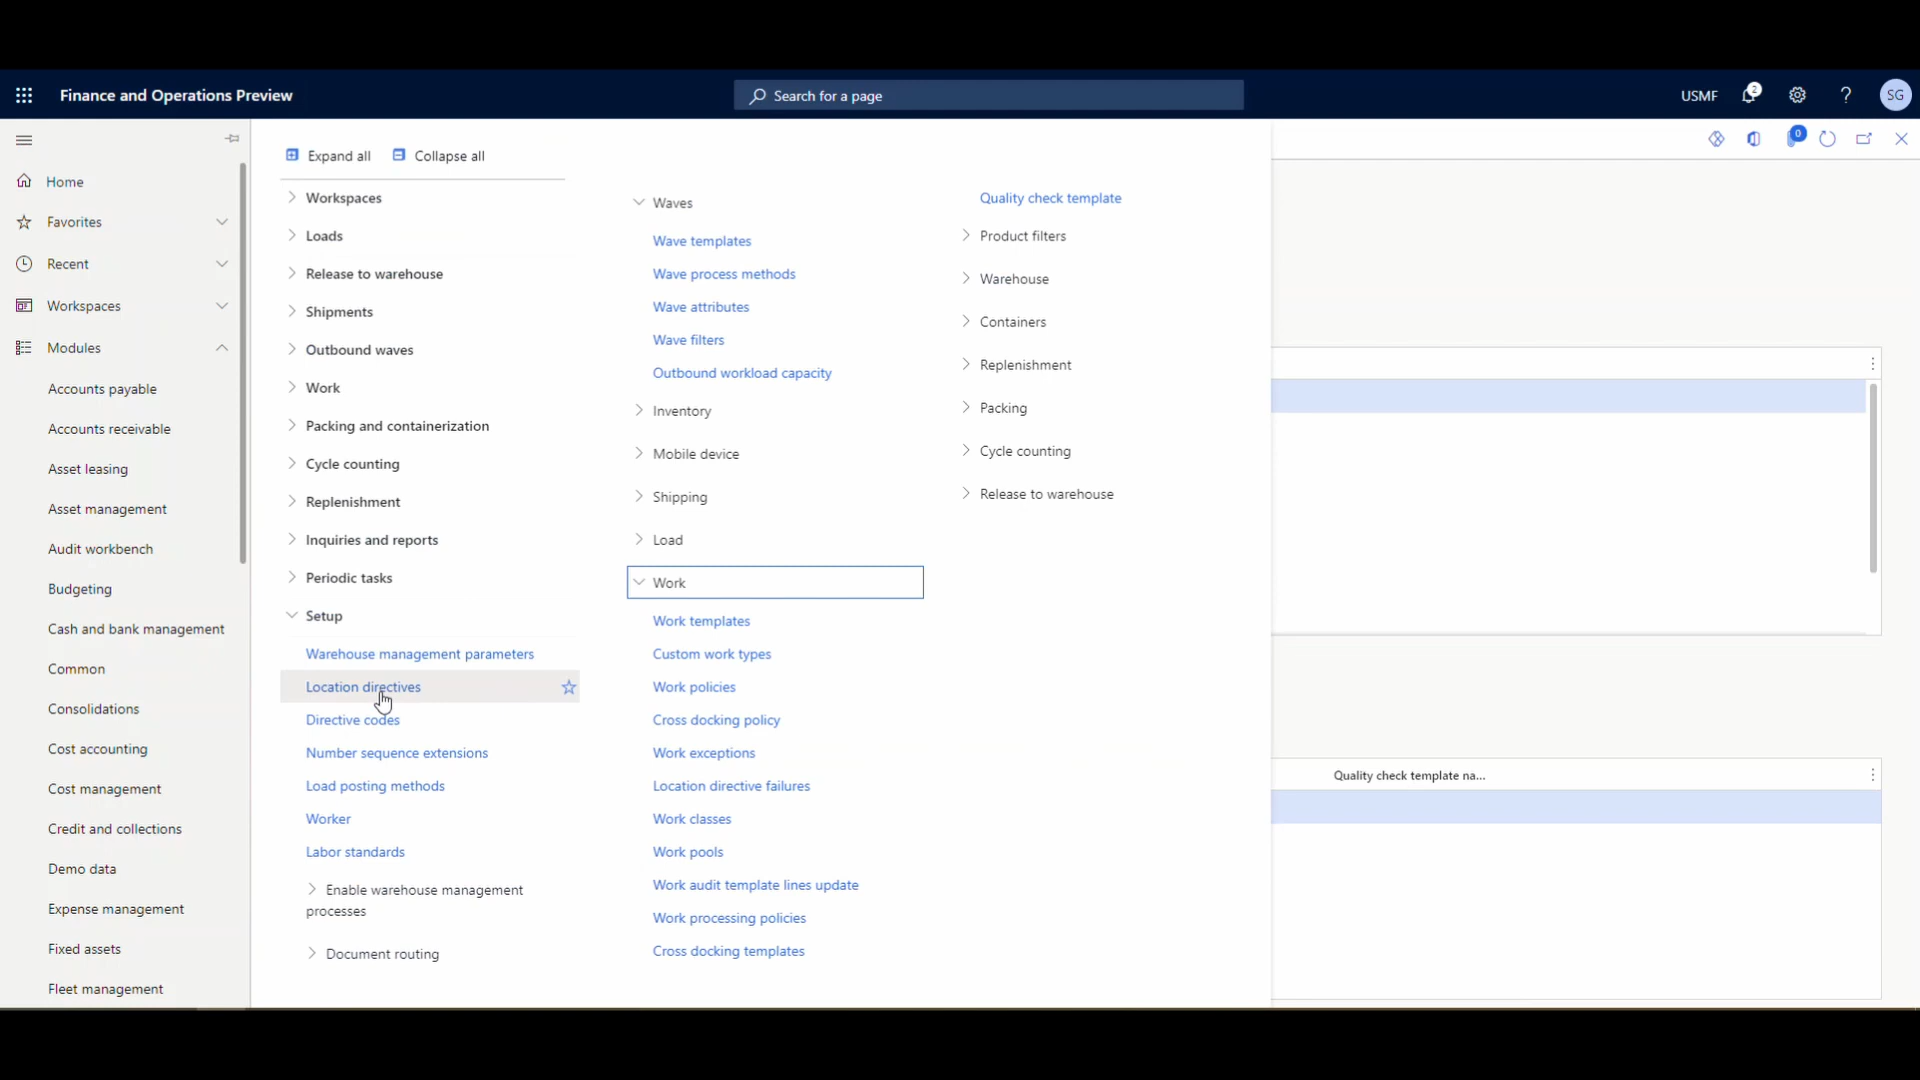 Finance and Operations Preview
Search for a page
USMF
2
?
SG
0
Home
Favorites
Recent
Workspaces
Modules
Accounts payable
Accounts receivable
Asset leasing
Asset management
Audit workbench
Budgeting
Cash and bank management
Common
Consolidations
Cost accounting
Cost management
Credit and collections
Demo data
Expense management
Fixed assets
Fleet management
Expand all
Collapse all
Workspaces
Loads
Release to warehouse
Shipments
Outbound waves
Work
Packing and containerization
Cycle counting
Replenishment
Inquiries and reports
Periodic tasks
Setup
Warehouse management parameters
Location directives
Directive codes
Number sequence extensions
Load posting methods
Worker
Labor standards
Enable warehouse management
processes
Document routing
Waves
Wave templates
Wave process methods
Wave attributes
Wave filters
Outbound workload capacity
Inventory
Mobile device
Shipping
Load
Work
Work templates
Custom work types
Work policies
Cross docking policy
Work exceptions
Location directive failures
Work classes
Work pools
Work audit template lines update
Work processing policies
Cross docking templates
Quality check template
Product filters
Warehouse
Containers
Replenishment
Packing
Cycle counting
Release to warehouse
Quality check template na...